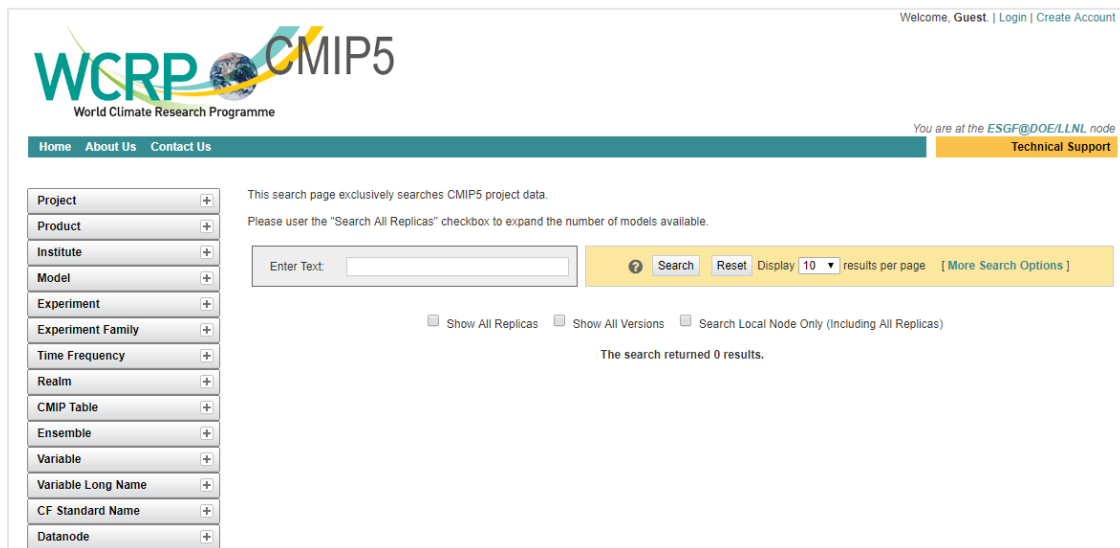 Welcome, Guest. | Login | Create Account
WCRP CMIP5
World Climate Research Programme
You are at the ESGF@DOE/LLNL node
Home About Us Contact Us Technical Support
Project
Product
Institute
Model
Experiment
Experiment Family
Time Frequency
Realm
CMIP Table
Ensemble
Variable
Variable Long Name
CF Standard Name
Datanode
This search page exclusively searches CMIP5 project data.
Please user the "Search All Replicas" checkbox to expand the number of models available.
Enter Text: ? Search Reset Display 10 results per page [ More Search Options ]
Show All Replicas Show All Versions Search Local Node Only (Including All Replicas)
The search returned 0 results.